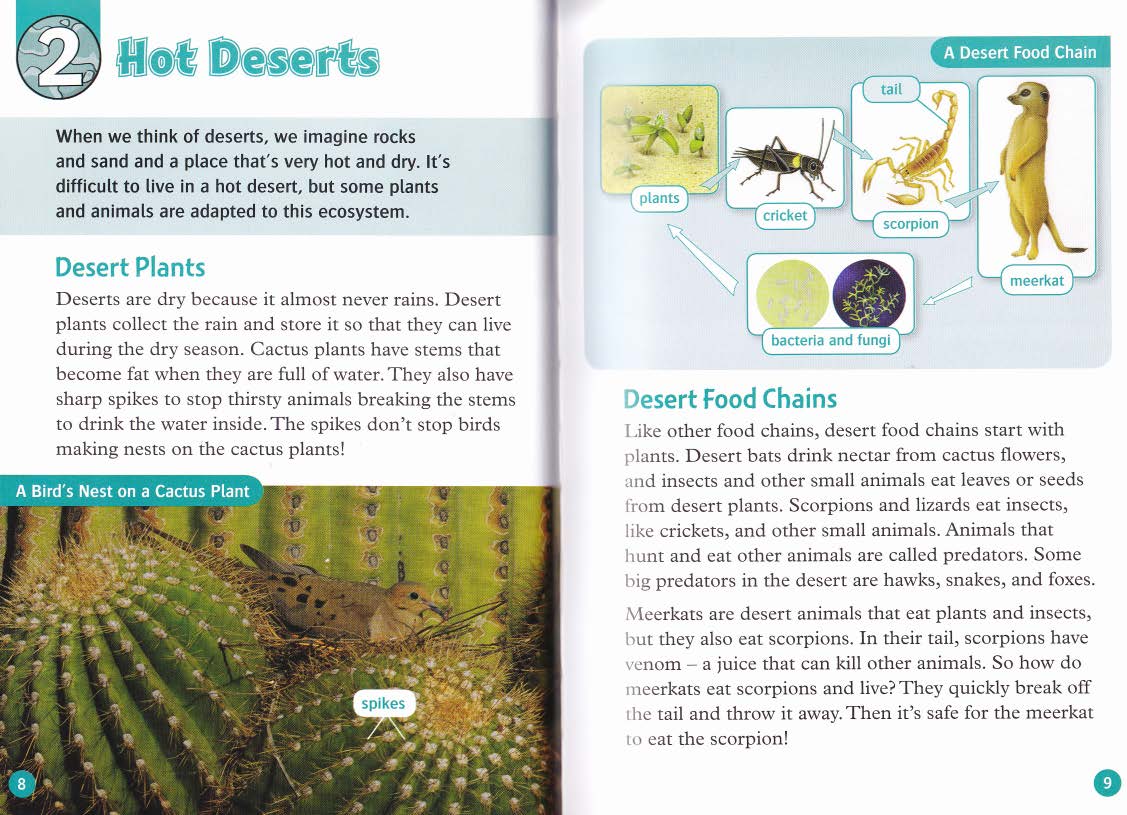 2 Hot Deserts
When we think of deserts, we imagine rocks
and sand and a place that's very hot and dry. It's
difficult to live in a hot desert, but some plants
and animals are adapted to this ecosystem.
Desert Plants
Deserts are dry because it almost never rains. Desert
plants collect the rain and store it so that they can live
during the dry season. Cactus plants have stems that
become fat when they are full of water. They also have
sharp spikes to stop thirsty animals breaking the stems
to drink the water inside. The spikes don't stop birds
making nests on the cactus plants!
A Bird's Nest on a Cactus Plant
spikes
8
A Desert Food Chain
tail
plants
cricket
scorpion
meerkat
bacteria and fungi
Desert Food Chains
Like other food chains, desert food chains start with
plants. Desert bats drink nectar from cactus flowers,
and insects and other small animals eat leaves or seeds
from desert plants. Scorpions and lizards eat insects,
like crickets, and other small animals. Animals that
hunt and eat other animals are called predators. Some
big predators in the desert are hawks, snakes, and foxes.
Meerkats are desert animals that eat plants and insects,
but they also eat scorpions. In their tail, scorpions have
venom – a juice that can kill other animals. So how do
meerkats eat scorpions and live? They quickly break off
the tail and throw it away. Then it's safe for the meerkat
to eat the scorpion!
9